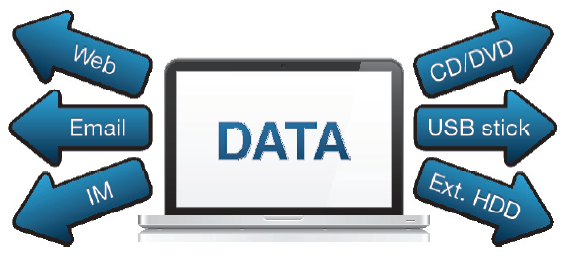 Web
Email
IM
DATA
CD/DVD
USB stick
Ext. HDD